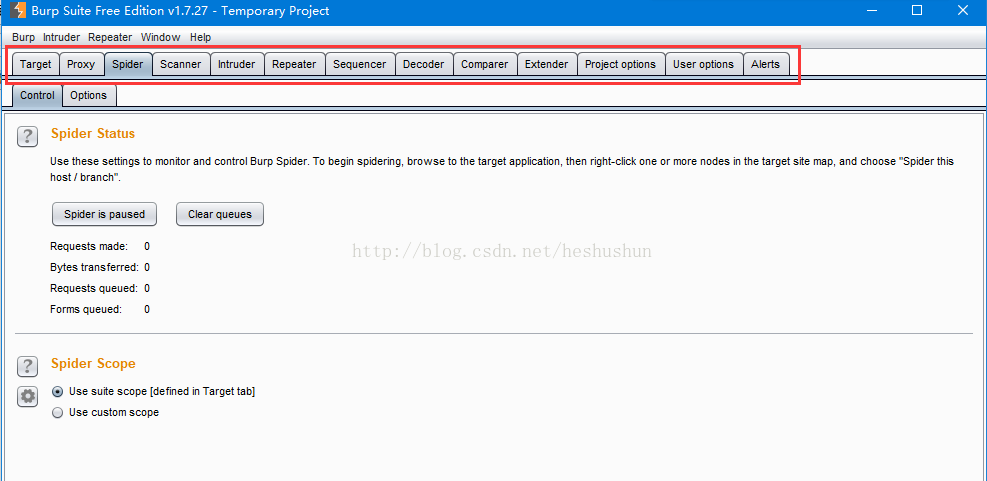 Burp Suite Free Edition v1.7.27 - Temporary Project
Burp Intruder Repeater Window Help
Target Proxy Spider Scanner Intruder Repeater Sequencer Decoder Comparer Extender Project options User options Alerts
Control Options
? Spider Status
Use these settings to monitor and control Burp Spider. To begin spidering, browse to the target application, then right-click one or more nodes in the target site map, and choose "Spider this
host / branch".
Spider is paused Clear queues
Requests made: 0
http://blog.csdn.net/heshushun
Bytes transferred: 0
Requests queued: 0
Forms queued: 0
? Spider Scope
Use suite scope [defined in Target tab]
Use custom scope